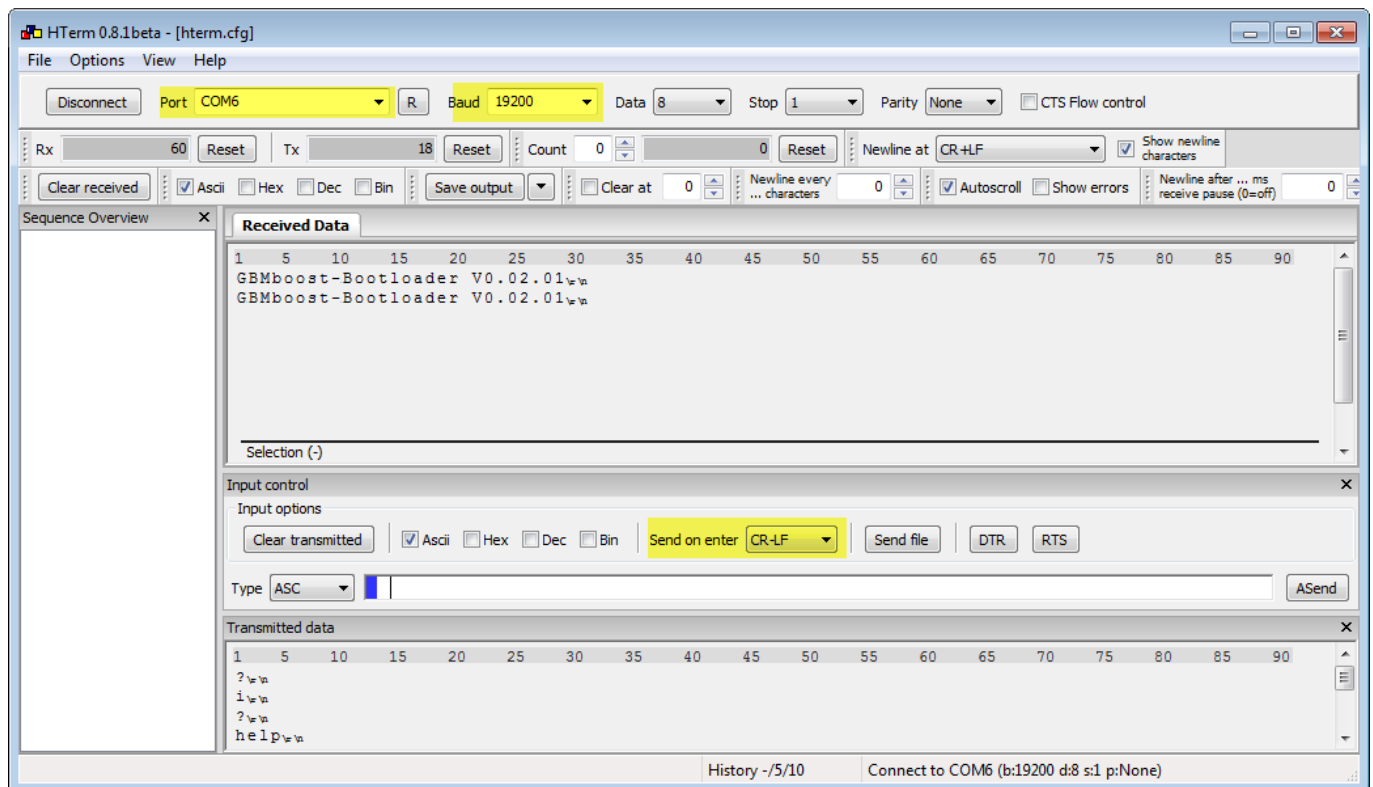 HTerm 0.8.1beta - [hterm.cfg]
File Options View Help
Disconnect Port COM6 R Baud 19200 Data 8 Stop 1 Parity None CTS Flow control
Rx 60 Reset Tx 18 Reset Count 0 0 Reset Newline at CR+LF Show newline characters
Clear received Ascii Hex Dec Bin Save output Clear at 0 Newline every ... characters 0 Autoscroll Show errors Newline after ... ms receive pause (0=off) 0
Sequence Overview
Received Data
1 5 10 15 20 25 30 35 40 45 50 55 60 65 70 75 80 85 90
GBMboost-Bootloader V0.02.01\r\n
GBMboost-Bootloader V0.02.01\r\n
Selection (-)
Input control
Input options
Clear transmitted Ascii Hex Dec Bin Send on enter CR-LF Send file DTR RTS
Type ASC ASend
Transmitted data
1 5 10 15 20 25 30 35 40 45 50 55 60 65 70 75 80 85 90
?\r\n
i\r\n
?\r\n
help\r\n
History -/5/10 Connect to COM6 (b:19200 d:8 s:1 p:None)